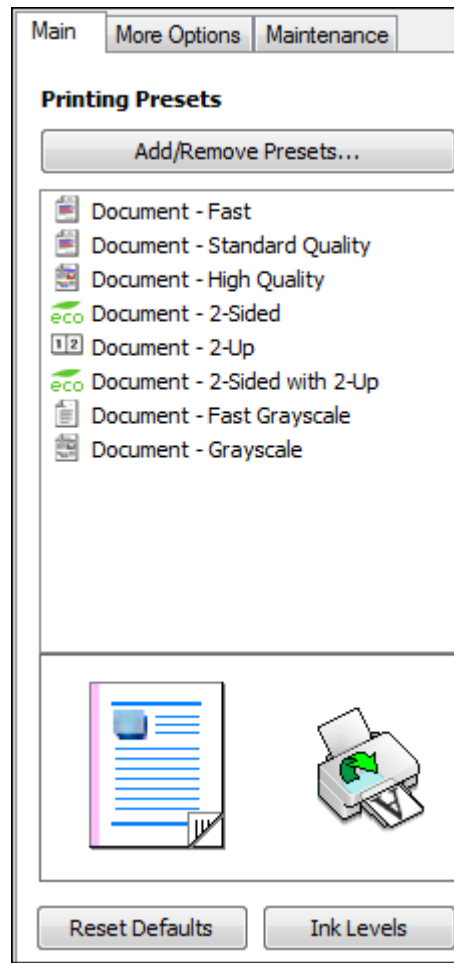 Main More Options Maintenance
Printing Presets
Add/Remove Presets...
Document - Fast
Document - Standard Quality
Document - High Quality
eco Document - 2-Sided
1 2 Document - 2-Up
eco Document - 2-Sided with 2-Up
Document - Fast Grayscale
Document - Grayscale
A
Reset Defaults Ink Levels